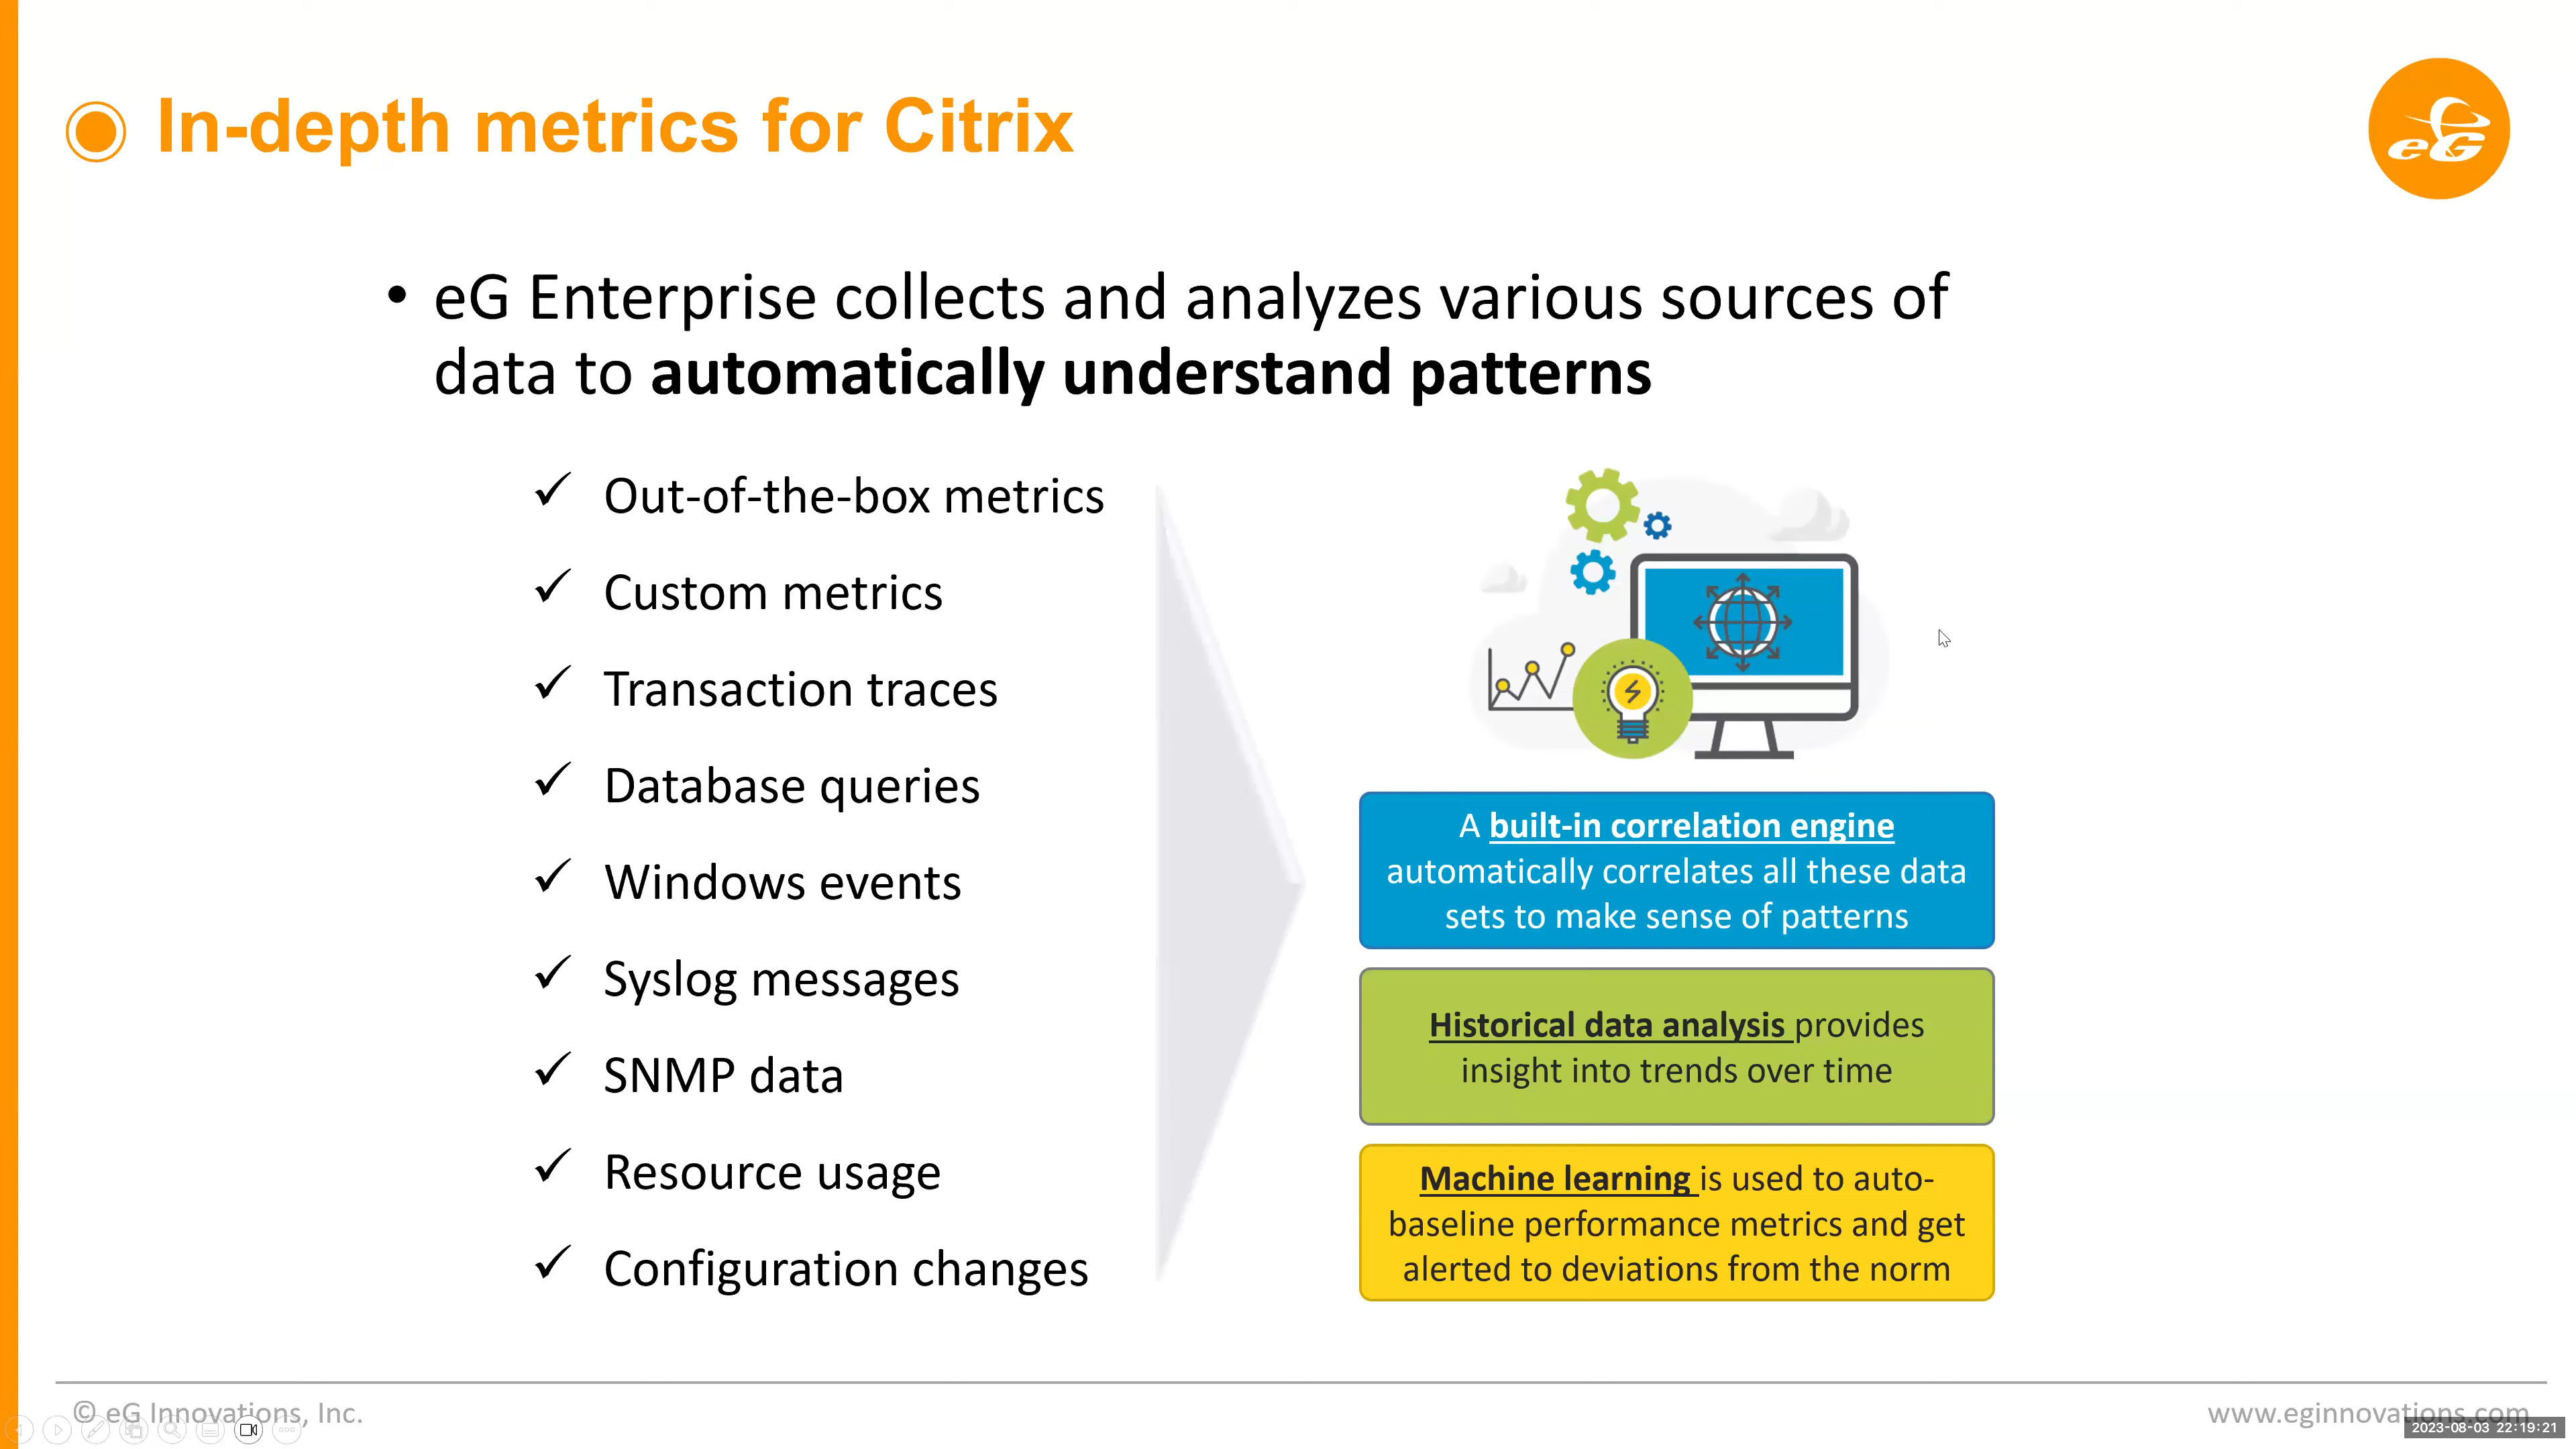 In-depth metrics for Citrix
eG
• eG Enterprise collects and analyzes various sources of
data to automatically understand patterns
✓ Out-of-the-box metrics
✓ Custom metrics
✓ Transaction traces
✓ Database queries
✓ Windows events
✓ Syslog messages
✓ SNMP data
✓ Resource usage
✓ Configuration changes
A built-in correlation engine
automatically correlates all these data
sets to make sense of patterns
Historical data analysis provides
insight into trends over time
Machine learning is used to auto-
baseline performance metrics and get
alerted to deviations from the norm
© eG Innovations, Inc.
www.eginnovations.com
2023-08-03 22:19:21